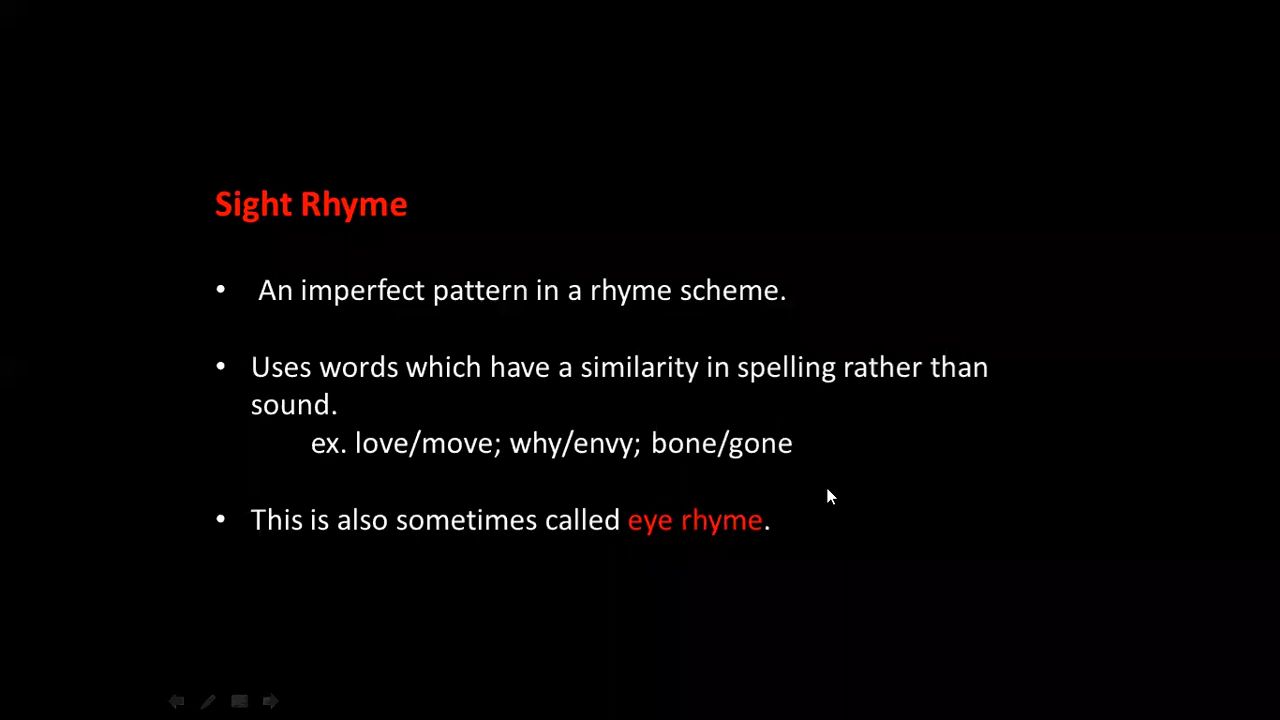 Sight Rhyme
• An imperfect pattern in a rhyme scheme.
• Uses words which have a similarity in spelling rather than
sound.
ex. love/move; why/envy; bone/gone
• This is also sometimes called eye rhyme.